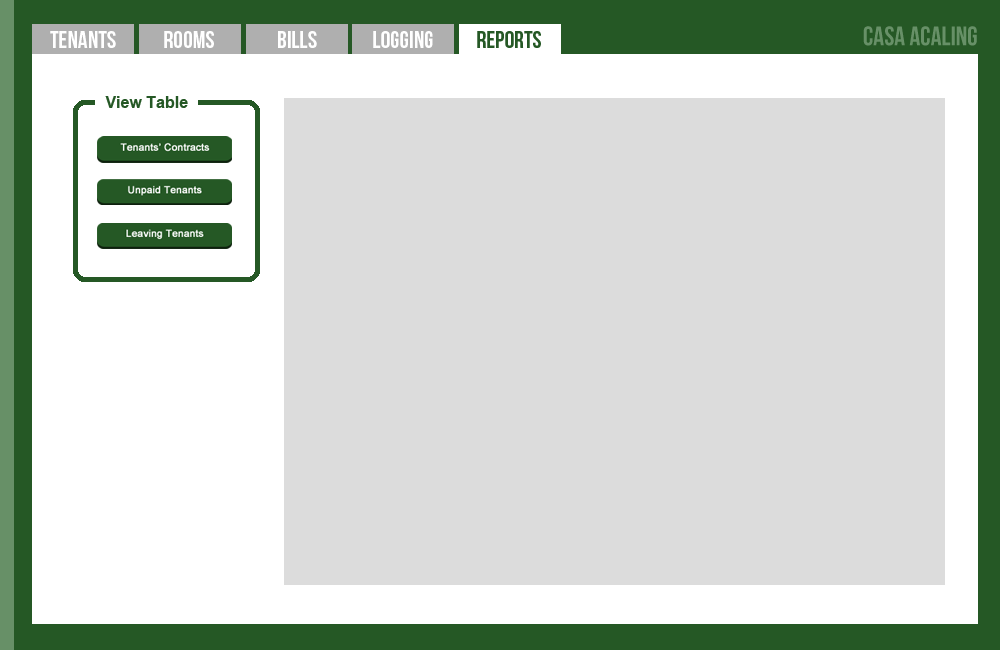 TENANTS
ROOMS
BILLS
LOGGING
REPORTS
CASA ACALING
View Table
Tenants' Contracts
Unpaid Tenants
Leaving Tenants